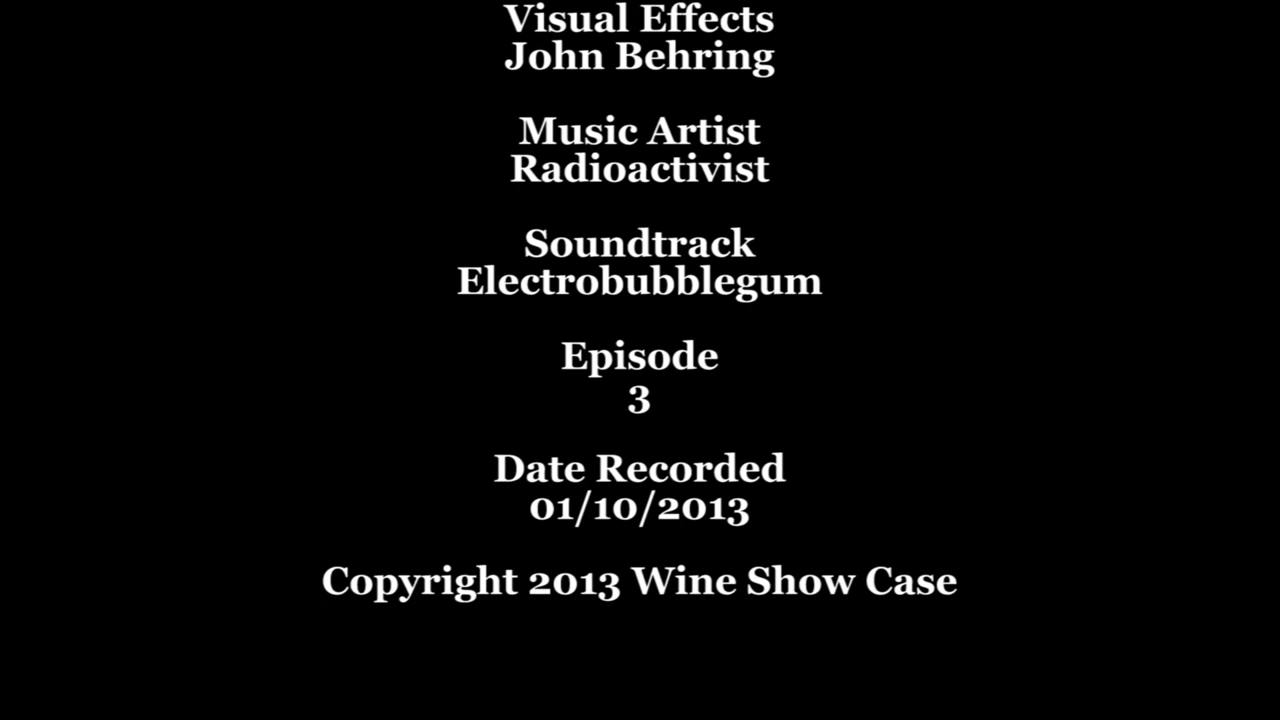 Visual Effects
John Behring
Music Artist
Radioactivist
Soundtrack
Electrobubblegum
Episode
3
Date Recorded
01/10/2013
Copyright 2013 Wine Show Case